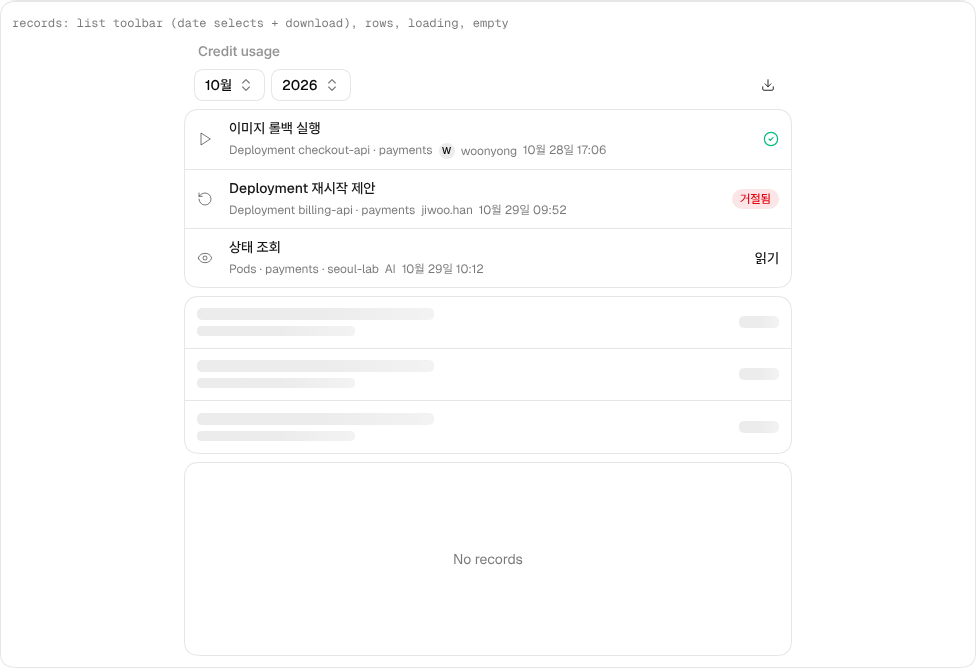 records: list toolbar (date selects + download), rows, loading, empty
Credit usage
10월 2026
이미지 롤백 실행
Deployment checkout-api · payments W woonyong 10월 28일 17:06
Deployment 재시작 제안
Deployment billing-api · payments jiwoo.han 10월 29일 09:52
거절됨
상태 조회
Pods · payments · seoul-lab AI 10월 29일 10:12
읽기
No records